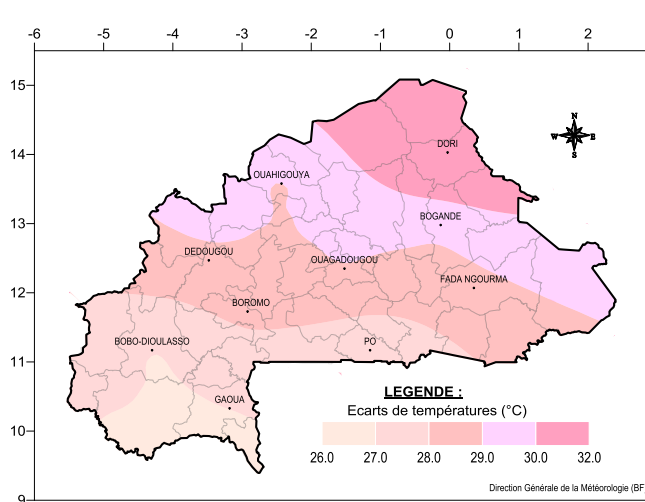 -6 -5 -4 -3 -2 -1 0 1 2
15
14
13
12
11
10
9
N
W E
S
DORI
OUAHIGOUYA
BOGANDE
DEDOUGOU
OUAGADOUGOU
FADA NGOURMA
BOROMO
BOBO-DIOULASSO
PO
GAOUA
LEGENDE :
Ecarts de températures (°C)
26.0 27.0 28.0 29.0 30.0 32.0
Direction Générale de la Météorologie (BF